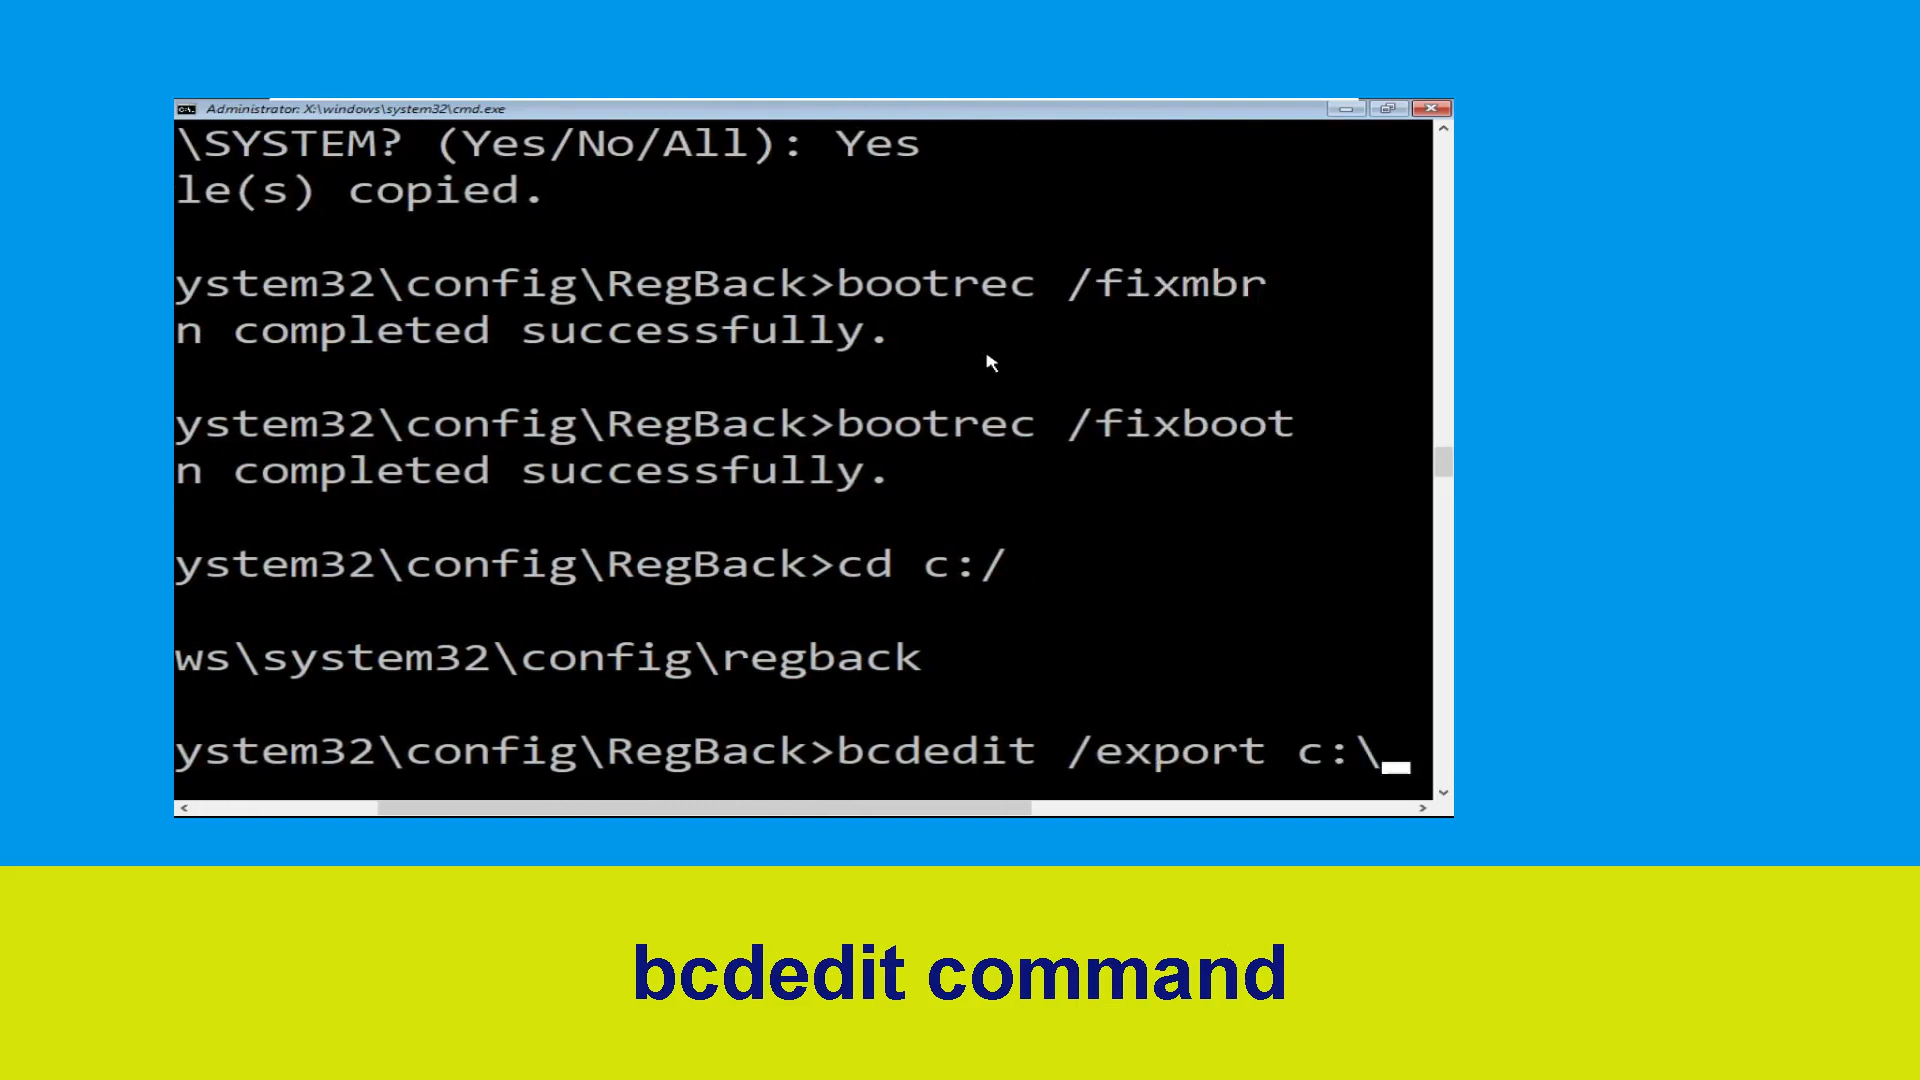 Administrator: X:\windows\system32\cmd.exe
\SYSTEM? (Yes/No/All): Yes
le(s) copied.
ystem32\config\RegBack>bootrec /fixmbr
n completed successfully.
ystem32\config\RegBack>bootrec /fixboot
n completed successfully.
ystem32\config\RegBack>cd c:/
ws\system32\config\regback
ystem32\config\RegBack>bcdedit /export c:\
bcdedit command